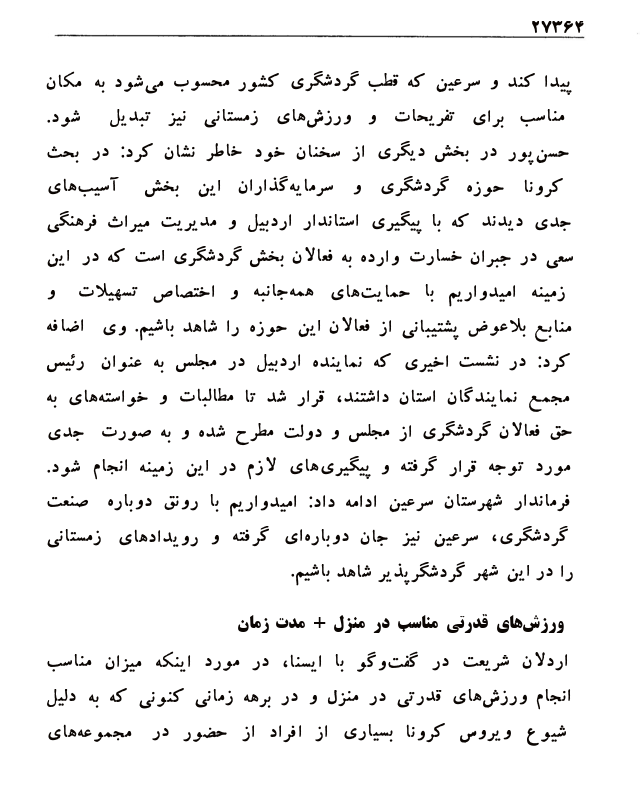 ۲۷۳۶۴
پیدا کند و سرعین که قطب گردشگری کشور محسوب می‌شود به مکان
مناسب برای تفریحات و ورزش‌های زمستانی نیز تبدیل شود.
حسن‌پور در بخش دیگری از سخنان خود خاطر نشان کرد: در بحث
کرونا حوزه گردشگری و سرمایه‌گذاران این بخش آسیب‌های
جدی دیدند که با پیگیری استاندار اردبیل و مدیریت میراث فرهنگی
سعی در جبران خسارت وارده به فعالان بخش گردشگری است که در این
زمینه امیدواریم با حمایت‌های همه‌جانبه و اختصاص تسهیلات و
منابع بلاعوض پشتیبانی از فعالان این حوزه را شاهد باشیم. وی اضافه
کرد: در نشست اخیری که نماینده اردبیل در مجلس به عنوان رئیس
مجمع نمایندگان استان داشتند، قرار شد تا مطالبات و خواسته‌های به
حق فعالان گردشگری از مجلس و دولت مطرح شده و به صورت جدی
مورد توجه قرار گرفته و پیگیری‌های لازم در این زمینه انجام شود.
فرماندار شهرستان سرعین ادامه داد: امیدواریم با رونق دوباره صنعت
گردشگری، سرعین نیز جان دوباره‌ای گرفته و رویدادهای زمستانی
را در این شهر گردشگرپذیر شاهد باشیم.
ورزش‌های قدرتی مناسب در منزل + مدت زمان
اردلان شریعت در گفت‌وگو با ایسنا، در مورد اینکه میزان مناسب
انجام ورزش‌های قدرتی در منزل و در برهه زمانی کنونی که به دلیل
شیوع ویروس کرونا بسیاری از افراد از حضور در مجموعه‌های